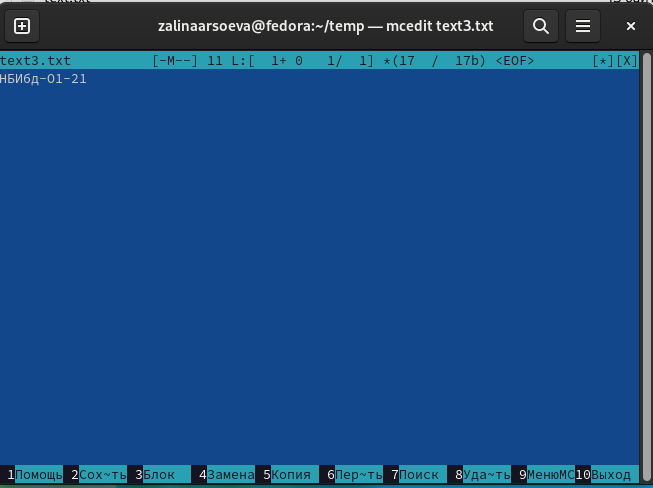 zalinaarsoeva@fedora:~/temp — mcedit text3.txt
text3.txt [-M--] 11 L:[ 1+ 0 1/ 1] *(17 / 17b) <EOF> [*][X]
НБИбд-01-21
1Помощь 2Сох~ть 3Блок 4Замена 5Копия 6Пер~ть 7Поиск 8Уда~ть 9МенюMC 10Выход